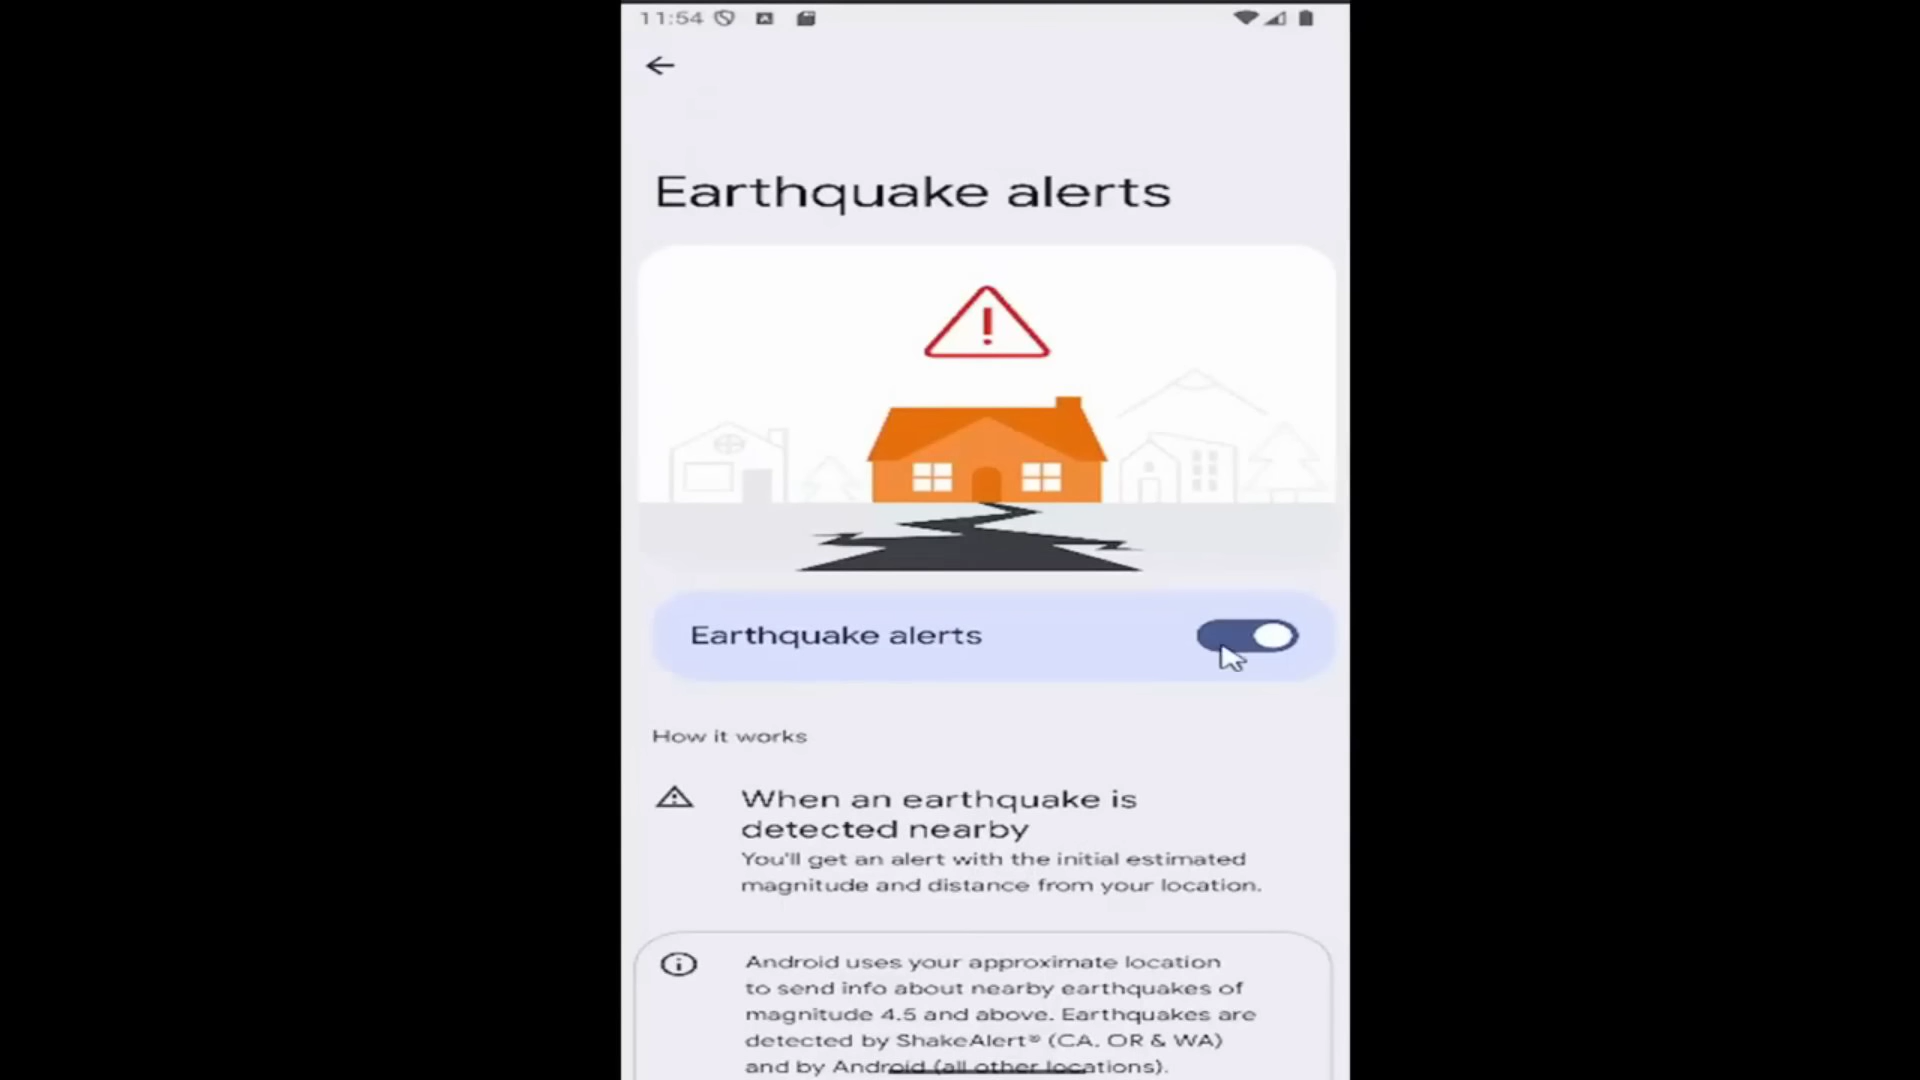 11:54
Earthquake alerts
Earthquake alerts
How it works
When an earthquake is
detected nearby
You'll get an alert with the initial estimated
magnitude and distance from your location.
Android uses your approximate location
to send info about nearby earthquakes of
magnitude 4.5 and above. Earthquakes are
detected by ShakeAlert® (CA, OR & WA)
and by Android (all other locations).